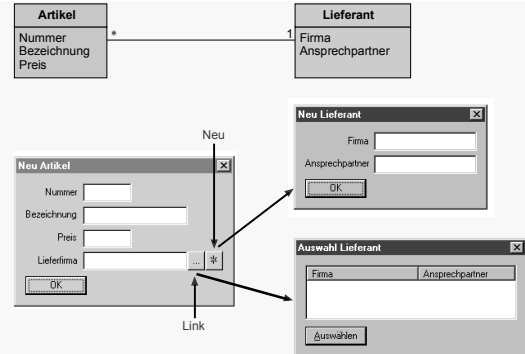 Artikel
Nummer
Bezeichnung
Preis
*
1
Lieferant
Firma
Ansprechpartner
Neu
Neu Artikel
Nummer
Bezeichnung
Preis
Lieferfirma
... *
OK
Link
Neu Lieferant
Firma
Ansprechpartner
OK
Auswahl Lieferant
Firma Ansprechpartner
Auswählen